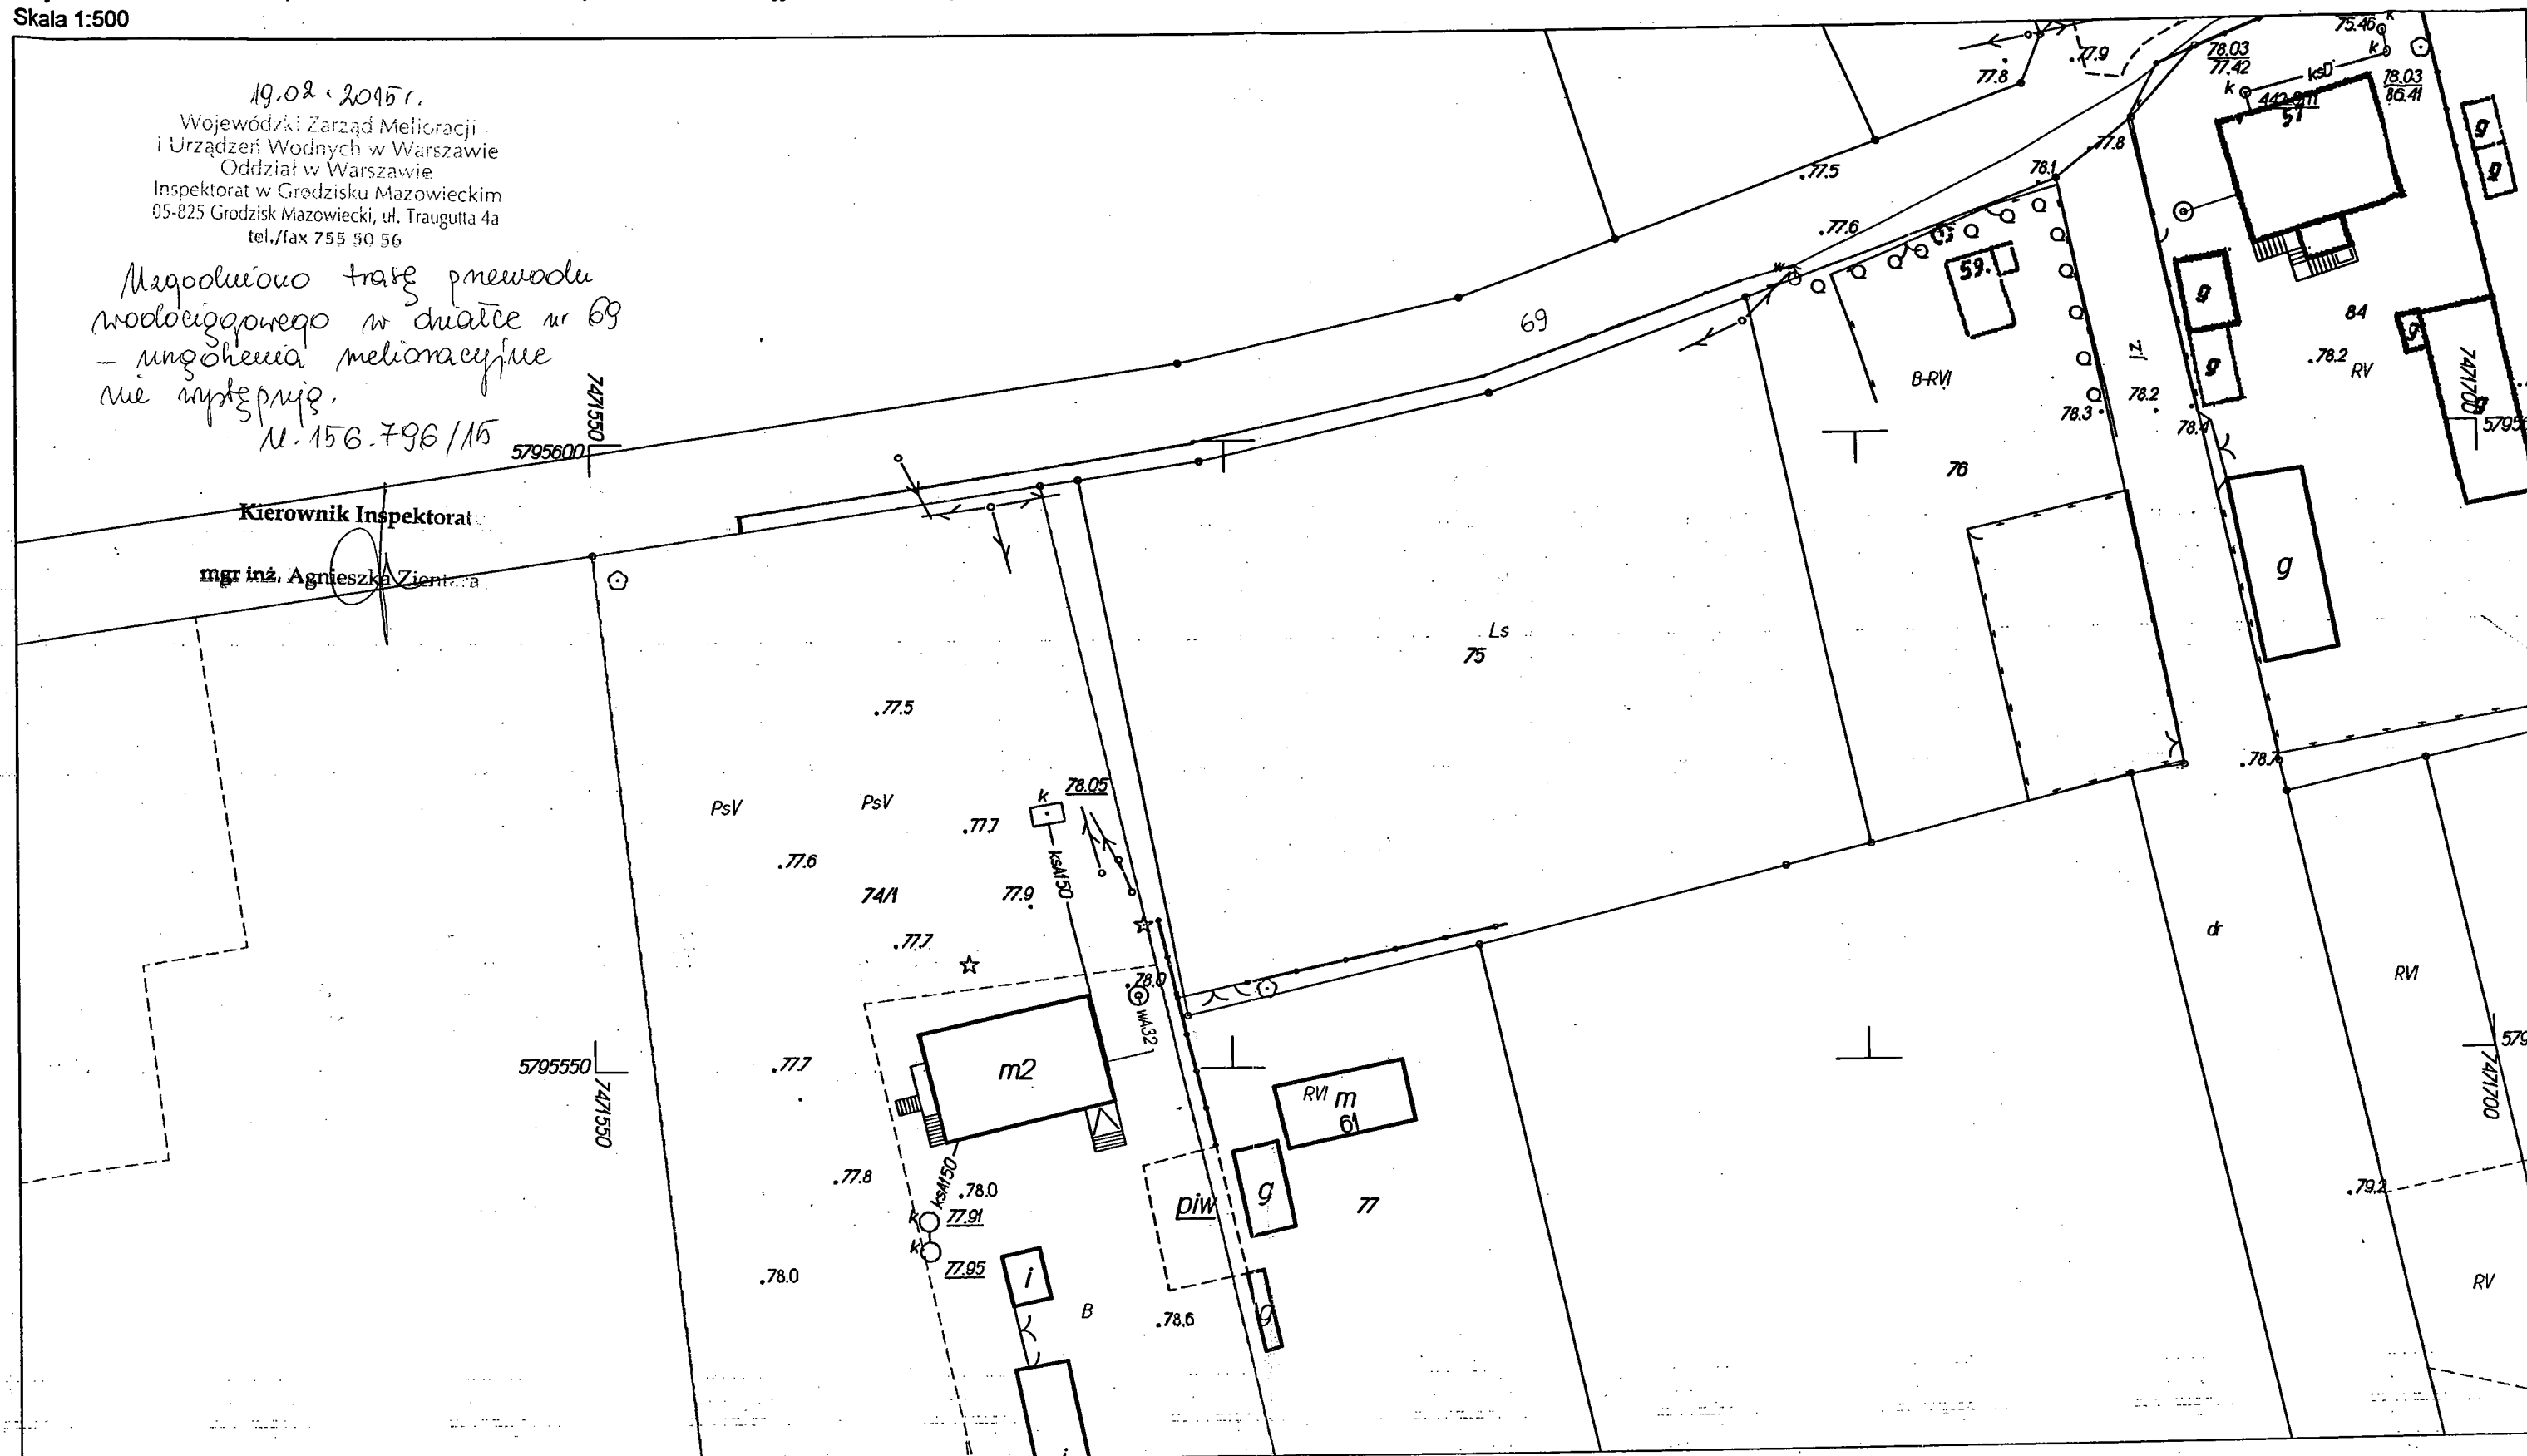 Skala 1:500
19.02.2015r.
Wojewódzki Zarząd Melioracji
i Urządzeń Wodnych w Warszawie
Oddział w Warszawie
Inspektorat w Grodzisku Mazowieckim
05-825 Grodzisk Mazowiecki, ul. Traugutta 4a
tel./fax 755 50 56
Uzgodniono trasę przewodu
wodociągowego w działce nr 69
– urządzenia melioracyjne
nie występują.
U.156.796/15
Kierownik Inspektorat
mgr inż. Agnieszka Zientara
7471550
5795600
69
77.8
77.9
78.03
77.42
75.46
k
k
ksD
78.03
86.41
k
51
g
g
77.5
78.1
77.8
77.6
w
59.
g
84
g
g
78.2
RV
7471700
g
B-RVI
78.2
78.3
78.4
76
g
Ls
75
77.5
78.7
PsV
PsV
k
78.05
77.7
77.6
ksA150
74/1
77.9
77.7
78.0
dr
RVI
wA32
5795550
7471550
77.7
m2
RVI
m
61
7471700
77.8
ksA150
78.0
k
77.91
k
77.95
piw
g
77
79.2
78.0
i
B
78.6
g
RV
i